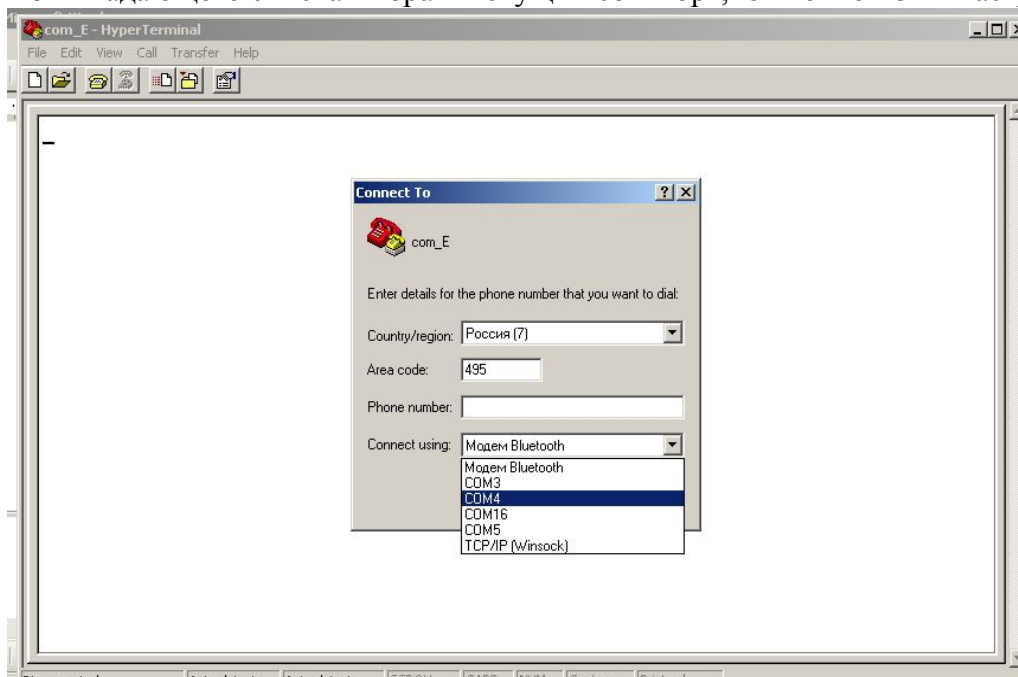 com_E - HyperTerminal
File Edit View Call Transfer Help
Connect To
com_E
Enter details for the phone number that you want to dial:
Country/region: Россия (7)
Area code: 495
Phone number:
Connect using: Модем Bluetooth
Модем Bluetooth
COM3
COM4
COM16
COM5
TCP/IP (Winsock)